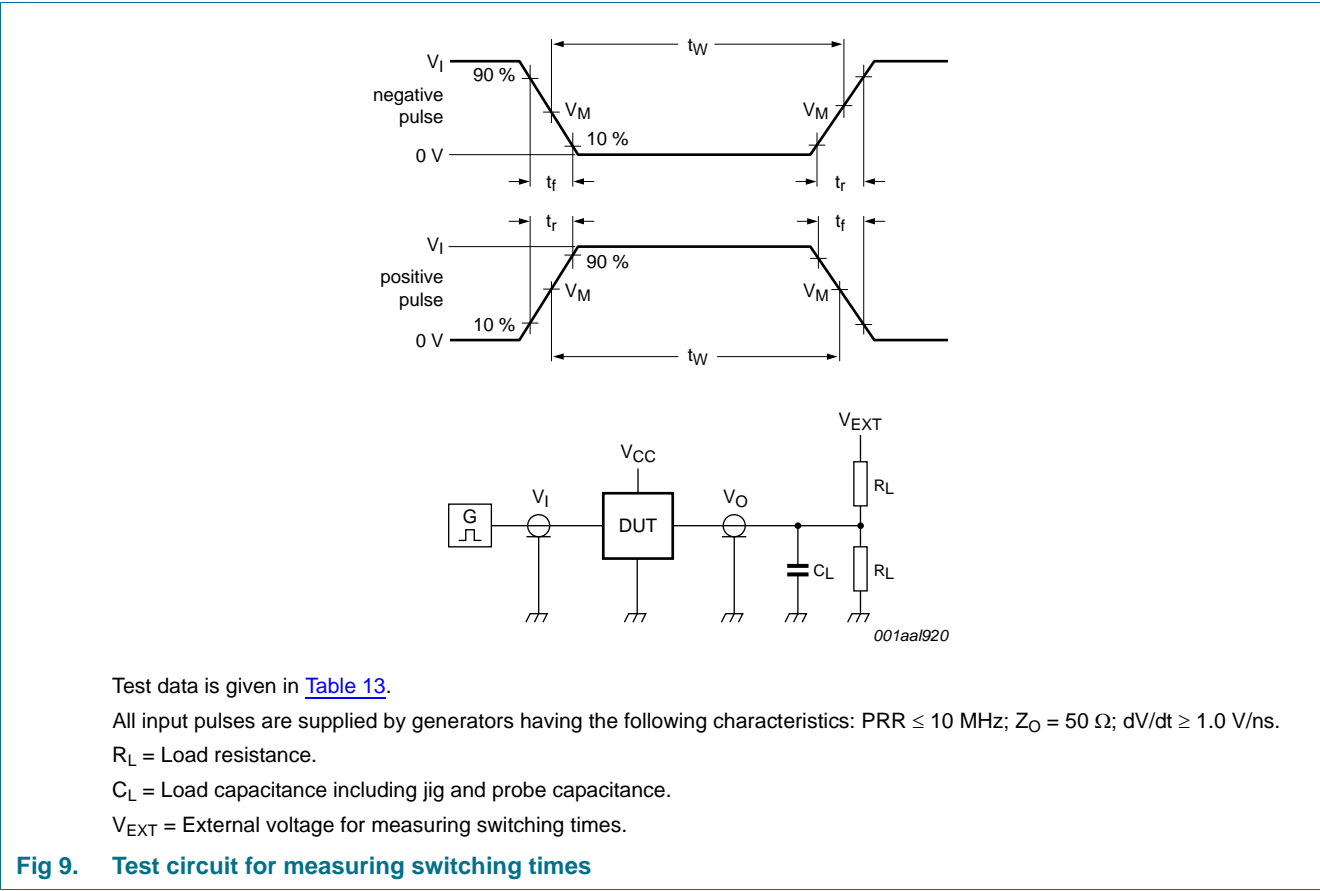 tW
VI
90 %
negative
pulse
VM
VM
10 %
0 V
tf
tr
tr
tf
VI
90 %
positive
pulse
VM
VM
10 %
0 V
tW
VEXT
VCC
RL
VI
VO
G
DUT
CL
RL
001aal920
Test data is given in Table 13.
All input pulses are supplied by generators having the following characteristics: PRR ≤ 10 MHz; ZO = 50 Ω; dV/dt ≥ 1.0 V/ns.
RL = Load resistance.
CL = Load capacitance including jig and probe capacitance.
VEXT = External voltage for measuring switching times.
Fig 9. Test circuit for measuring switching times